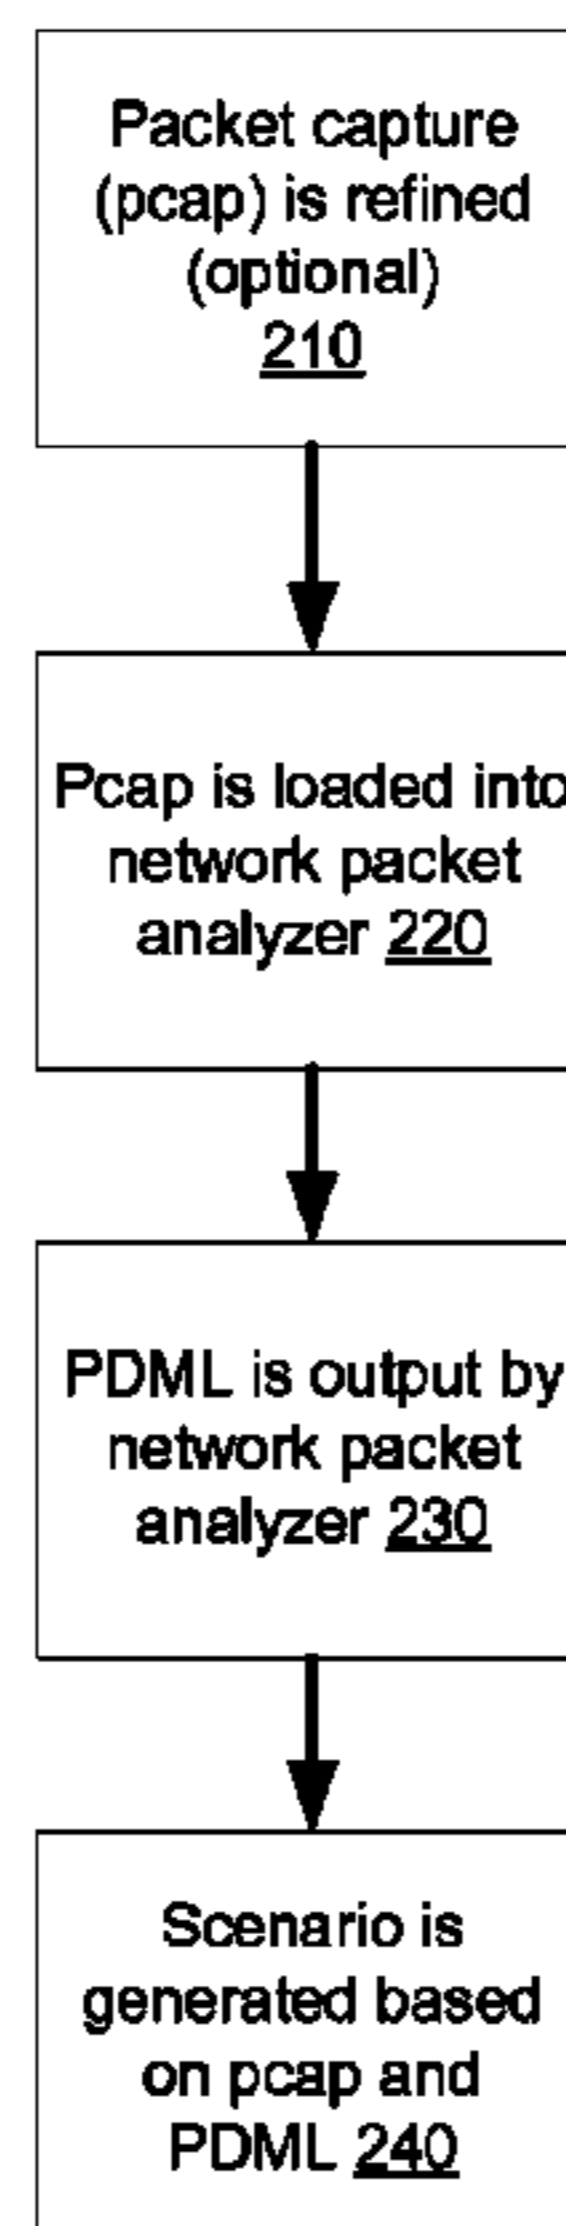 Packet capture
(pcap) is refined
(optional)
210
Pcap is loaded into
network packet
analyzer 220
PDML is output by
network packet
analyzer 230
Scenario is
generated based
on pcap and
PDML 240